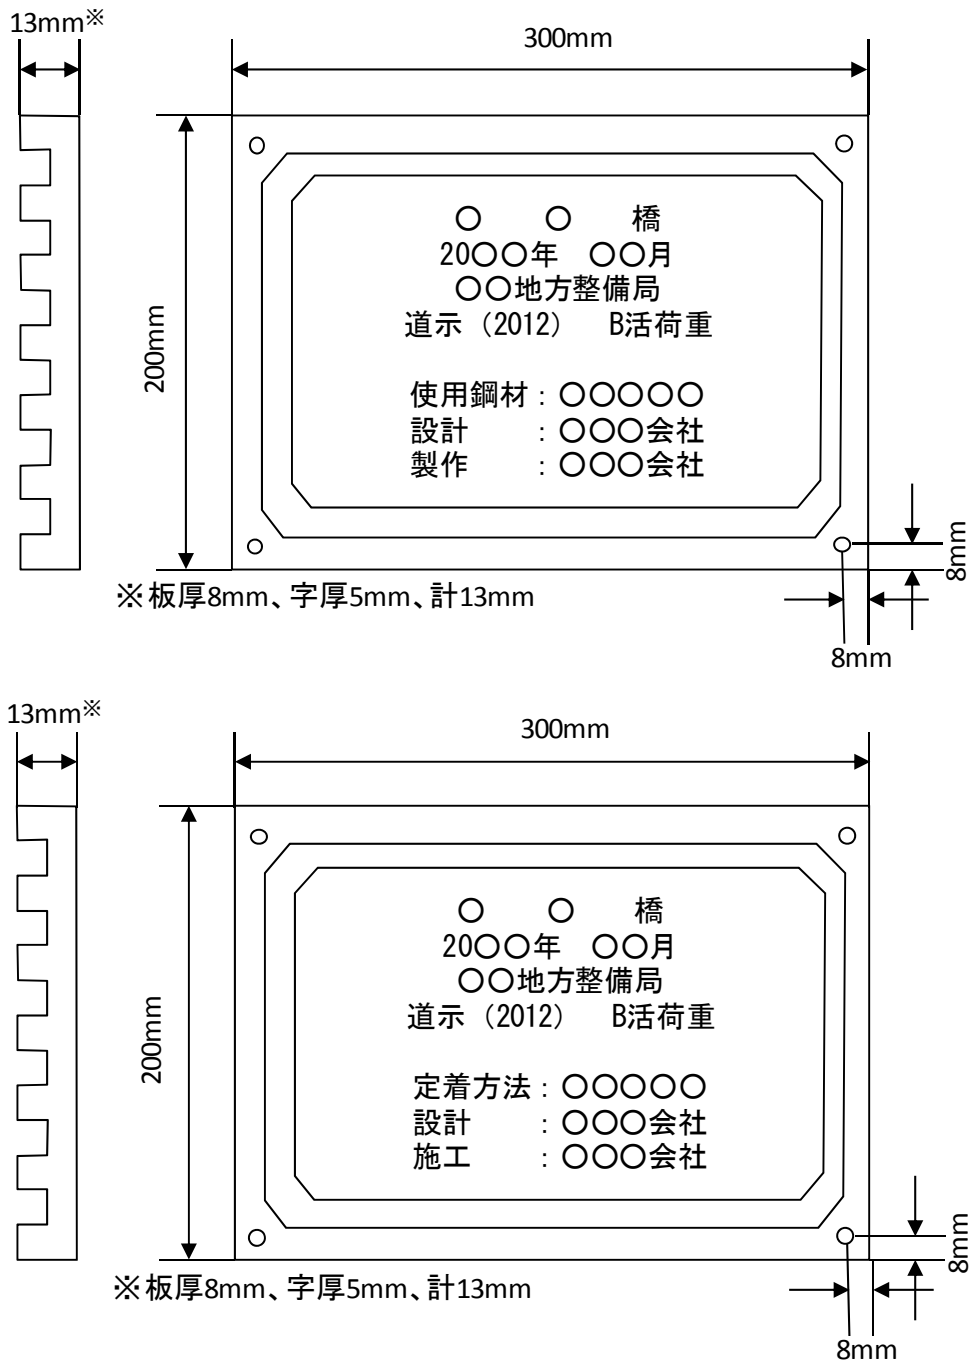 13mm※
300mm
200mm
○　○　橋
20○○年　○○月
○○地方整備局
道示（2012）　B活荷重
使用鋼材：○○○○○
設計　　：○○○会社
製作　　：○○○会社
8mm
8mm
※板厚8mm、字厚5mm、計13mm
13mm※
300mm
200mm
○　○　橋
20○○年　○○月
○○地方整備局
道示（2012）　B活荷重
定着方法：○○○○○
設計　　：○○○会社
施工　　：○○○会社
8mm
8mm
※板厚8mm、字厚5mm、計13mm